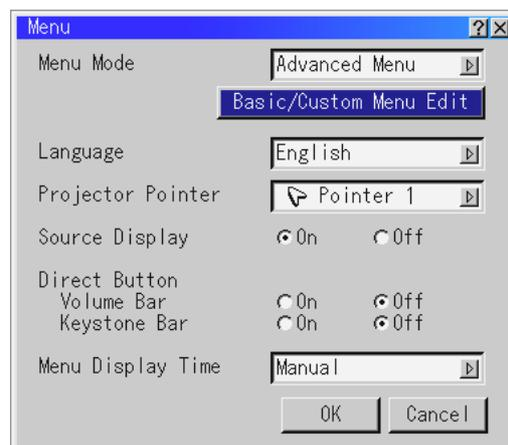 Menu ? X
Menu Mode Advanced Menu
Basic/Custom Menu Edit
Language English
Projector Pointer Pointer 1
Source Display On Off
Direct Button
Volume Bar On Off
Keystone Bar On Off
Menu Display Time Manual
OK Cancel